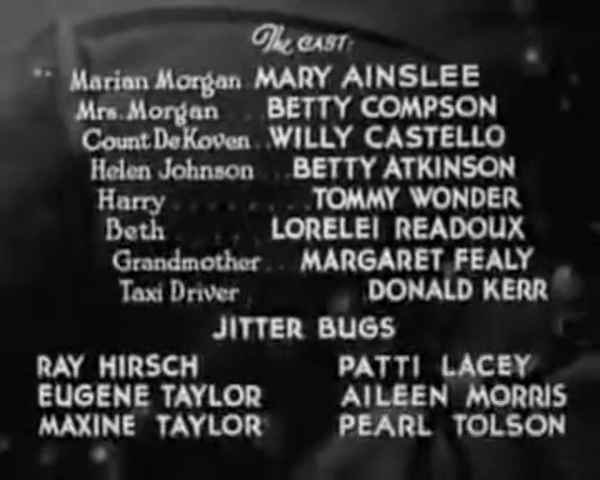 The CAST:
Marian Morgan MARY AINSLEE
Mrs. Morgan BETTY COMPSON
Count DeKoven.. WILLY CASTELLO
Helen Johnson ..BETTY ATKINSON
Harry ........ TOMMY WONDER
Beth LORELEI READOUX
Grandmother .. MARGARET FEALY
Taxi Driver DONALD KERR
JITTER BUGS
RAY HIRSCH PATTI LACEY
EUGENE TAYLOR AILEEN MORRIS
MAXINE TAYLOR PEARL TOLSON